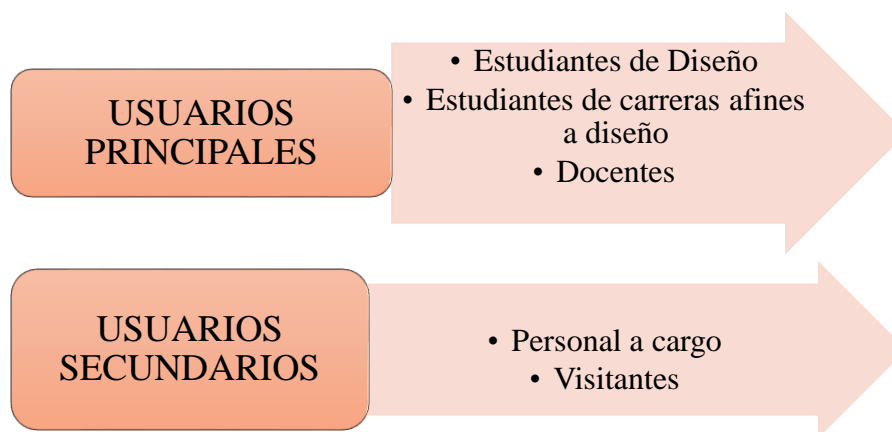 USUARIOS
PRINCIPALES
• Estudiantes de Diseño
• Estudiantes de carreras afines
a diseño
• Docentes
USUARIOS
SECUNDARIOS
• Personal a cargo
• Visitantes